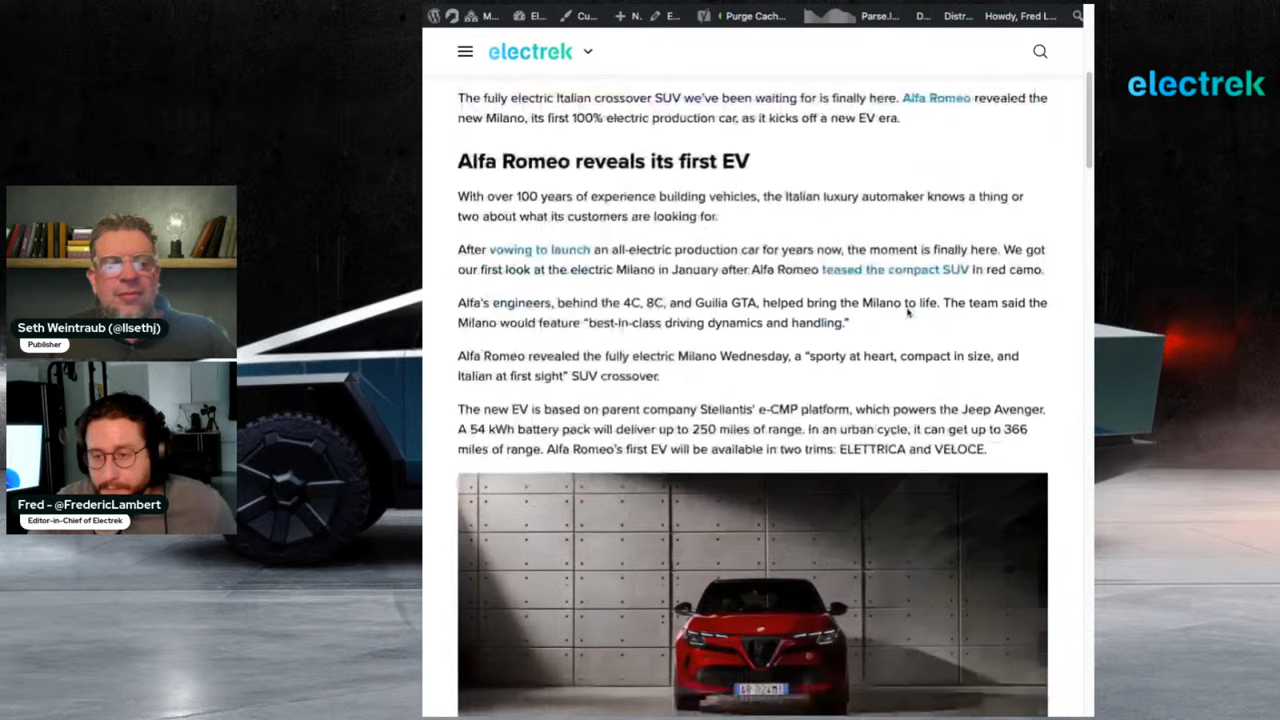 M...
El...
Cu...
N.
E...
Purge Cach...
Parse.l...
D...
Distr...
Howdy, Fred L...
electrek
electrek
The fully electric Italian crossover SUV we've been waiting for is finally here. Alfa Romeo revealed the
new Milano, its first 100% electric production car, as it kicks off a new EV era.
Alfa Romeo reveals its first EV
With over 100 years of experience building vehicles, the Italian luxury automaker knows a thing or
two about what its customers are looking for.
After vowing to launch an all-electric production car for years now, the moment is finally here. We got
our first look at the electric Milano in January after Alfa Romeo teased the compact SUV in red camo.
Alfa's engineers, behind the 4C, 8C, and Guilia GTA, helped bring the Milano to life. The team said the
Milano would feature “best-in-class driving dynamics and handling.”
Alfa Romeo revealed the fully electric Milano Wednesday, a “sporty at heart, compact in size, and
Italian at first sight” SUV crossover.
The new EV is based on parent company Stellantis' e-CMP platform, which powers the Jeep Avenger.
A 54 kWh battery pack will deliver up to 250 miles of range. In an urban cycle, it can get up to 366
miles of range. Alfa Romeo's first EV will be available in two trims: ELETTRICA and VELOCE.
Seth Weintraub (@llsethj)
Publisher
Fred - @FredericLambert
Editor-in-Chief of Electrek